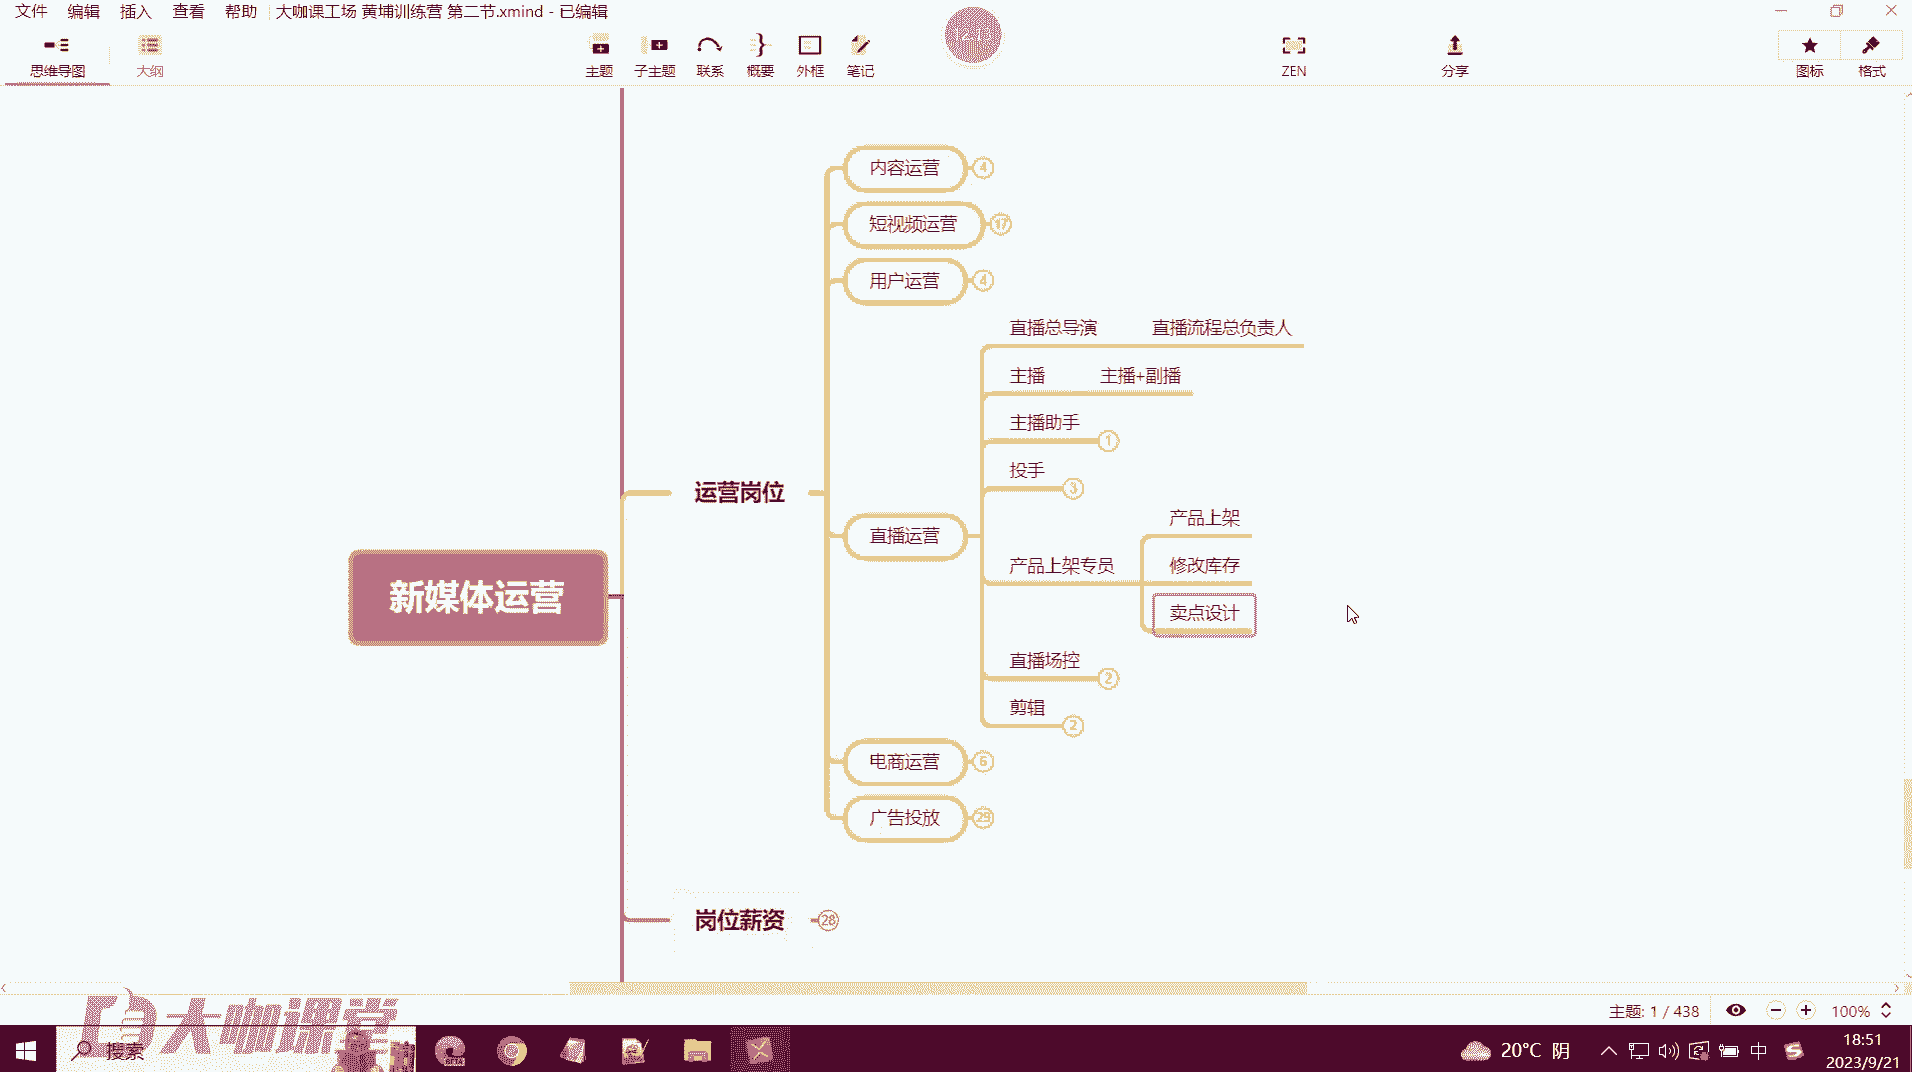 文件 编辑 插入 查看 帮助 大咖课工场 黄埔训练营 第二节.xmind - 已编辑
思维导图 大纲 主题 子主题 联系 概要 外框 笔记 ZEN 分享 图标 格式
内容运营 4
短视频运营 17
用户运营 4
直播总导演 直播流程总负责人
主播 主播+副播
主播助手 1
投手 3
运营岗位
产品上架
直播运营
产品上架专员 修改库存
新媒体运营
卖点设计
直播场控 2
剪辑 2
电商运营 6
广告投放 29
岗位薪资 28
主题: 1 / 438 100%
大咖课堂
搜索
20°C 阴 中 18:51
2023/9/21